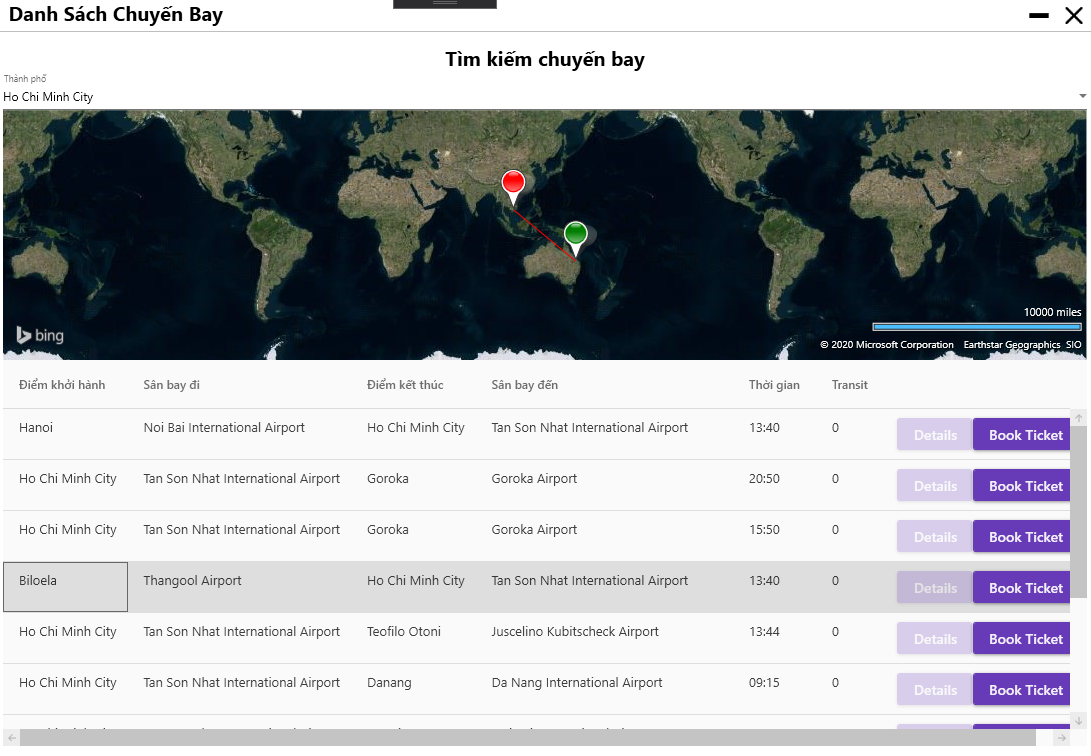 Danh Sách Chuyến Bay
Tìm kiếm chuyến bay
Thành phố
Ho Chi Minh City
10000 miles
bing
© 2020 Microsoft Corporation Earthstar Geographics SIO
Điểm khởi hành Sân bay đi Điểm kết thúc Sân bay đến Thời gian Transit
Hanoi Noi Bai International Airport Ho Chi Minh City Tan Son Nhat International Airport 13:40 0 Details Book Ticket
Ho Chi Minh City Tan Son Nhat International Airport Goroka Goroka Airport 20:50 0 Details Book Ticket
Ho Chi Minh City Tan Son Nhat International Airport Goroka Goroka Airport 15:50 0 Details Book Ticket
Biloela Thangool Airport Ho Chi Minh City Tan Son Nhat International Airport 13:40 0 Details Book Ticket
Ho Chi Minh City Tan Son Nhat International Airport Teofilo Otoni Juscelino Kubitscheck Airport 13:44 0 Details Book Ticket
Ho Chi Minh City Tan Son Nhat International Airport Danang Da Nang International Airport 09:15 0 Details Book Ticket